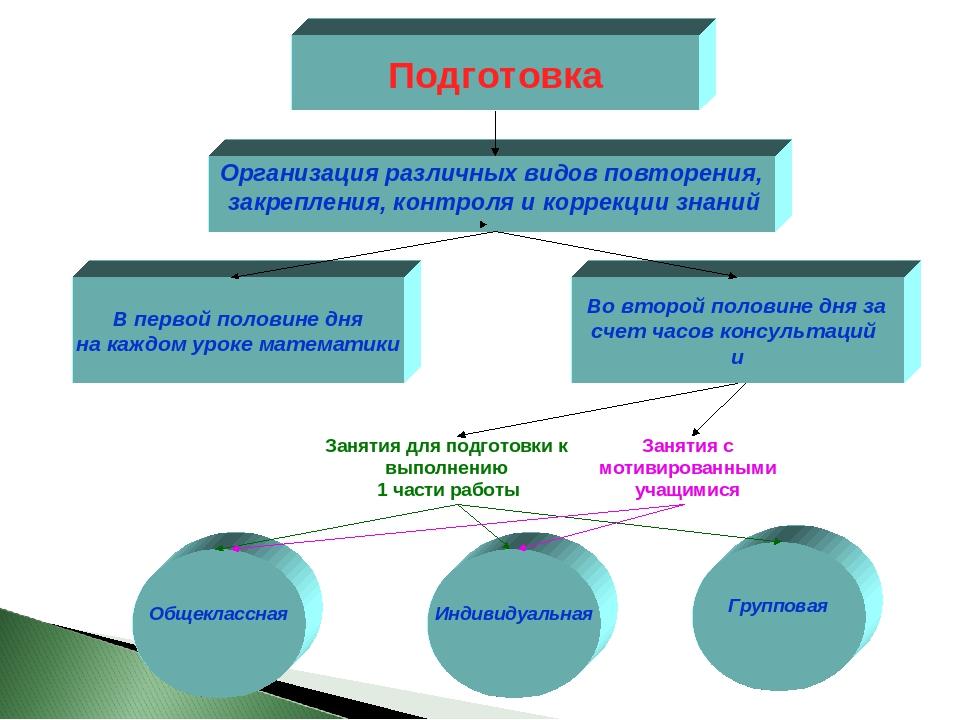 Подготовка
Организация различных видов повторения,
закрепления, контроля и коррекции знаний
В первой половине дня
на каждом уроке математики
Во второй половине дня за
счет часов консультаций
и
Занятия для подготовки к
выполнению
1 части работы
Занятия с
мотивированными
учащимися
Общеклассная
Индивидуальная
Групповая